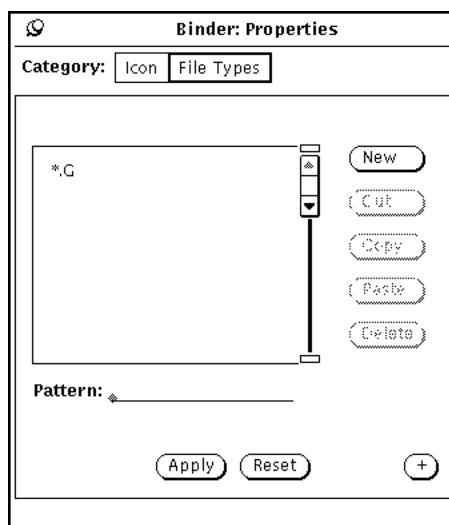 Binder: Properties
Category: Icon File Types
*.G
New
Cut
Copy
Paste
Delete
Pattern:
Apply Reset +